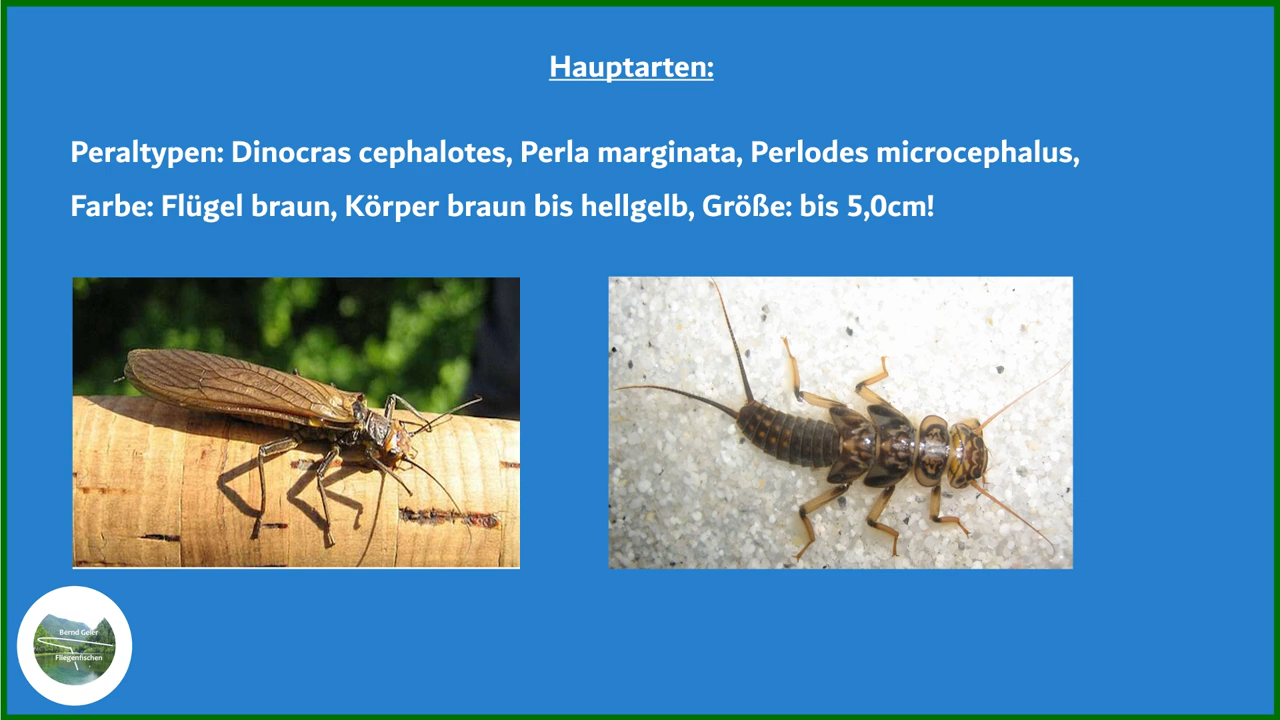 Hauptarten:
Peraltypen: Dinocras cephalotes, Perla marginata, Perlodes microcephalus,
Farbe: Flügel braun, Körper braun bis hellgelb, Größe: bis 5,0cm!
Bernd Geier
Fliegenfischen